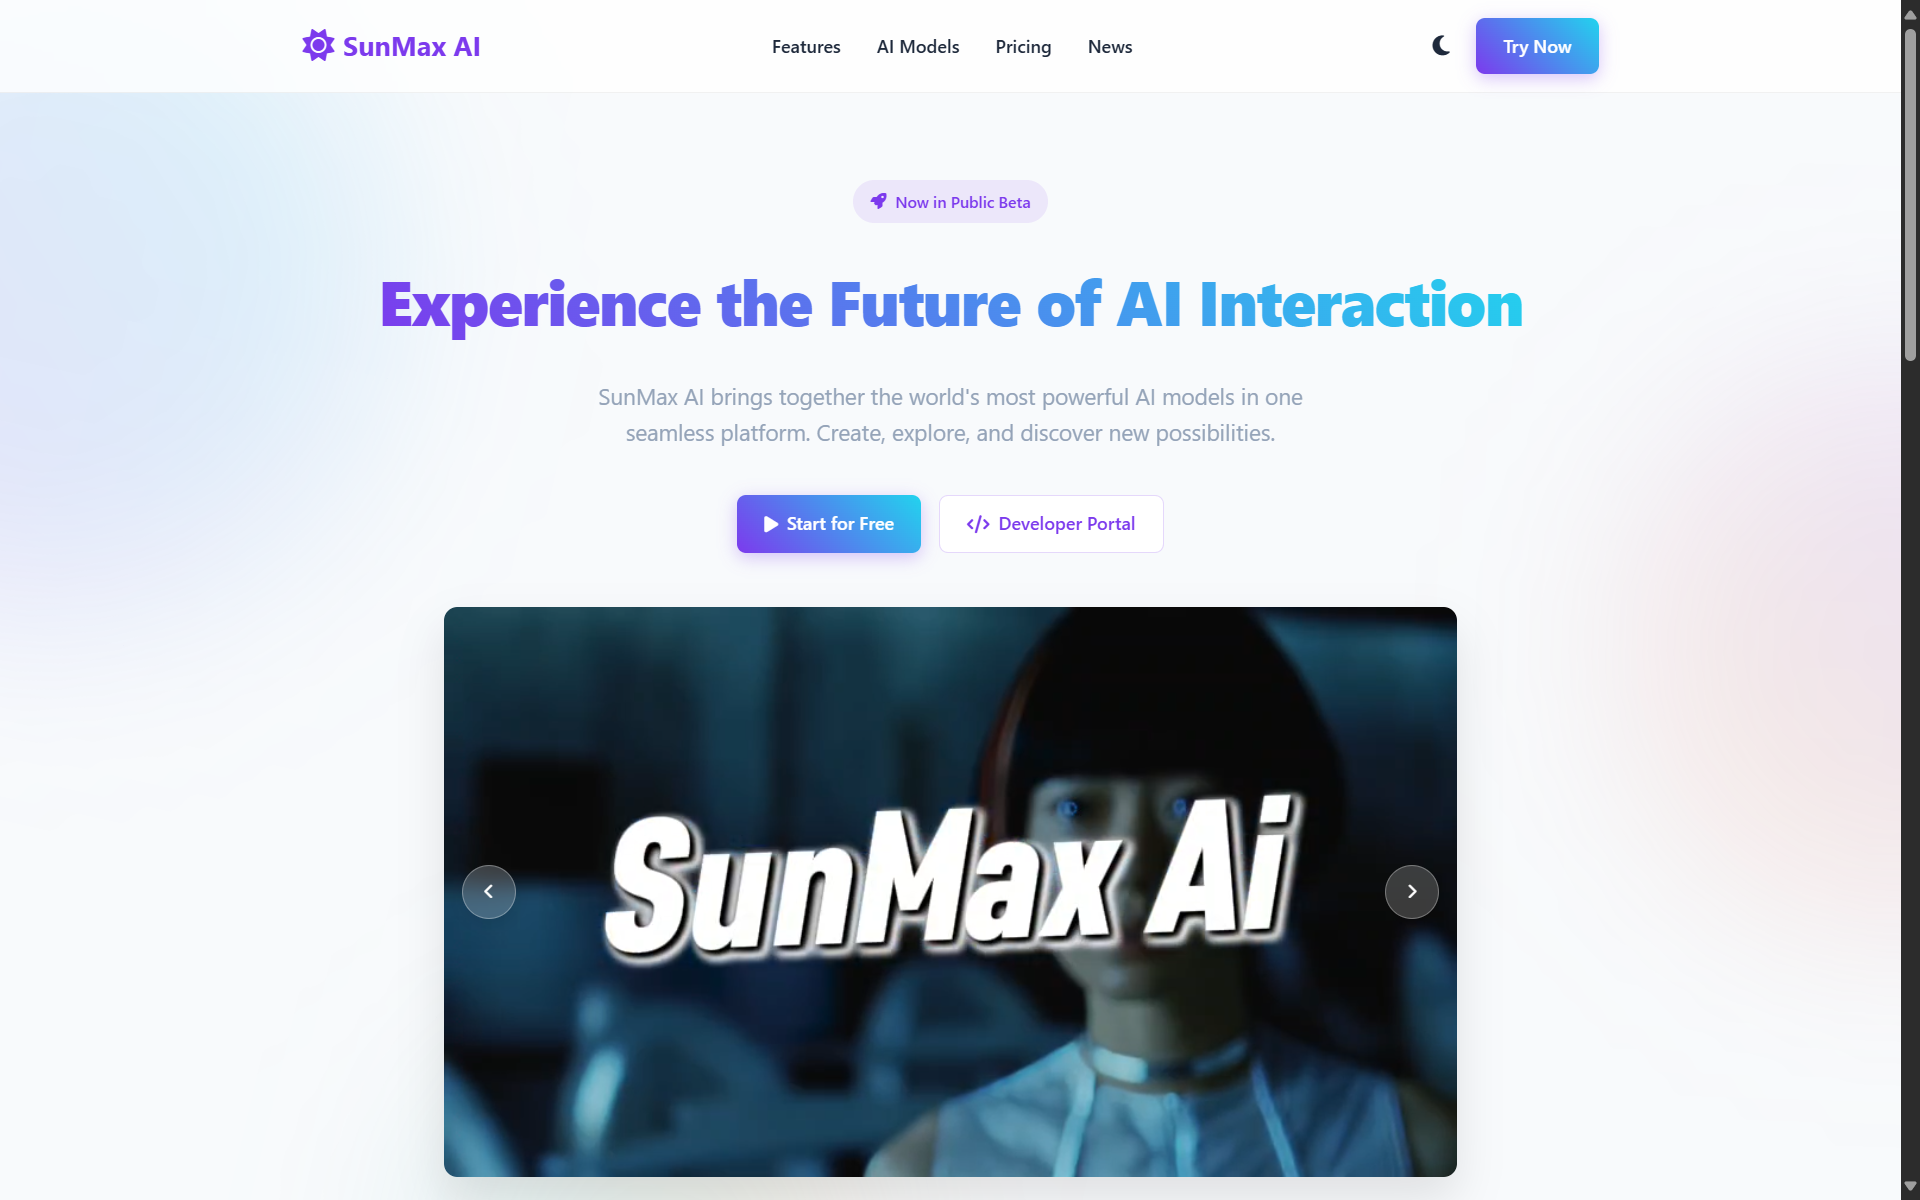 SunMax AI
Features
AI Models
Pricing
News
Try Now
Now in Public Beta
Experience the Future of AI Interaction
SunMax AI brings together the world's most powerful AI models in one
seamless platform. Create, explore, and discover new possibilities.
Start for Free
Developer Portal
SunMax Ai